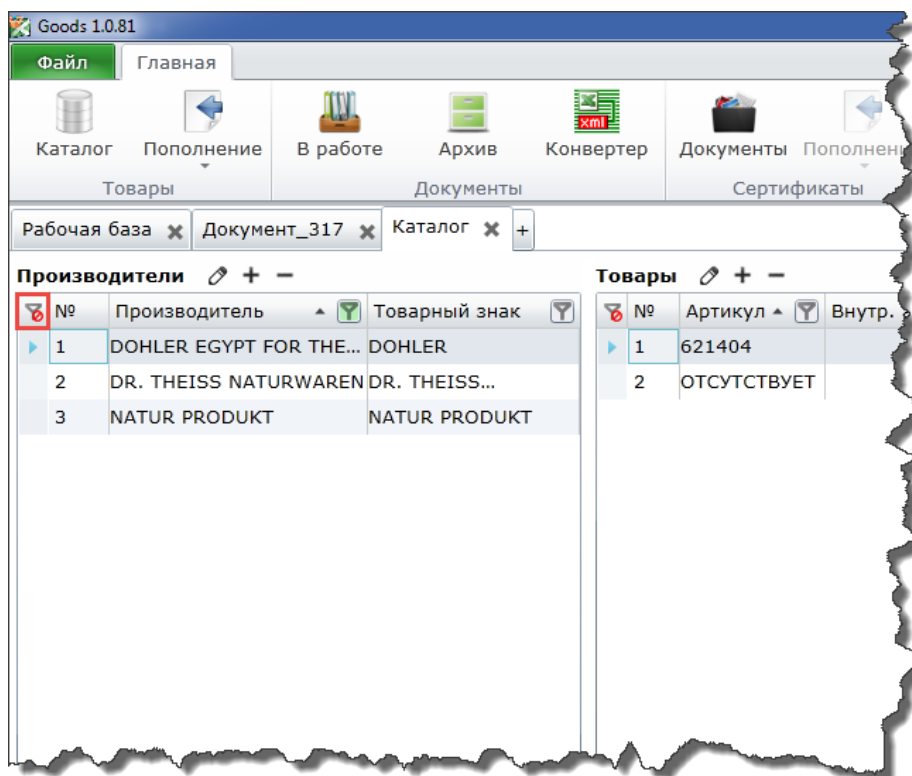 Goods 1.0.81
Файл Главная
Каталог Пополнение В работе Архив xml Конвертер Документы
Товары Документы Сертификаты
Рабочая база Документ_317 Каталог +
Производители Товары
№ Производитель Товарный знак № Артикул Внутр.
1 DOHLER EGYPT FOR THE... DOHLER 1 621404
2 DR. THEISS NATURWAREN DR. THEISS... 2 ОТСУТСТВУЕТ
3 NATUR PRODUKT NATUR PRODUKT